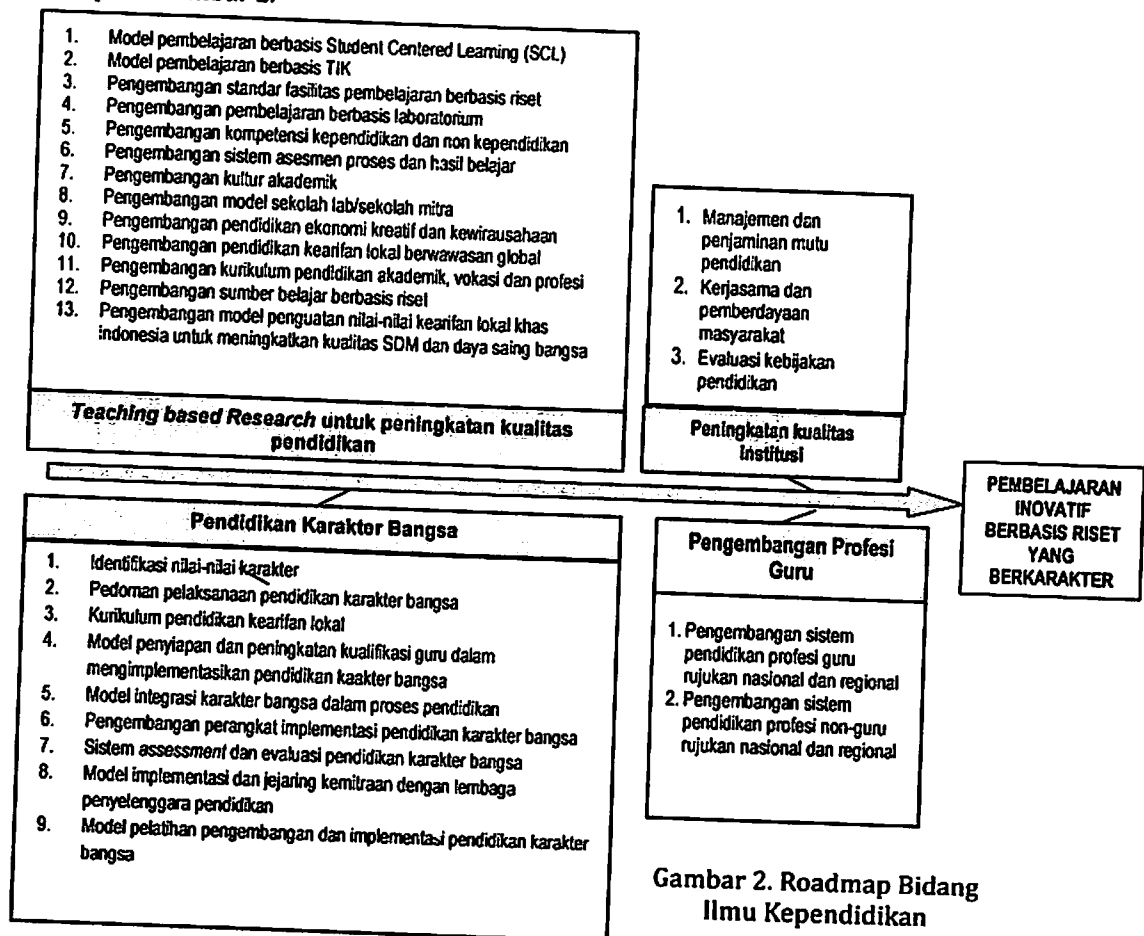 1. Model pembelajaran berbasis Student Centered Learning (SCL)
2. Model pembelajaran berbasis TIK
3. Pengembangan standar fasilitas pembelajaran berbasis riset
4. Pengembangan pembelajaran berbasis laboratorium
5. Pengembangan kompetensi kependidikan dan non kependidikan
6. Pengembangan sistem asesmen proses dan hasil belajar
7. Pengembangan kultur akademik
8. Pengembangan model sekolah lab/sekolah mitra
9. Pengembangan pendidikan ekonomi kreatif dan kewirausahaan
10. Pengembangan pendidikan kearifan lokal berwawasan global
11. Pengembangan kurikulum pendidikan akademik, vokasi dan profesi
12. Pengembangan sumber belajar berbasis riset
13. Pengembangan model penguatan nilai-nilai kearifan lokal khas
indonesia untuk meningkatkan kualitas SDM dan daya saing bangsa
Teaching based Research untuk peningkatan kualitas
pendidikan
1. Manajemen dan
penjaminan mutu
pendidikan
2. Kerjasama dan
pemberdayaan
masyarakat
3. Evaluasi kebijakan
pendidikan
Peningkatan kualitas
institusi
PEMBELAJARAN
INOVATIF
BERBASIS RISET
YANG
BERKARAKTER
Pendidikan Karakter Bangsa
1. Identifikasi nilai-nilai karakter
2. Pedoman pelaksanaan pendidikan karakter bangsa
3. Kurikulum pendidikan kearifan lokal
4. Model penyiapan dan peningkatan kualifikasi guru dalam
mengimplementasikan pendidikan kaakter bangsa
5. Model integrasi karakter bangsa dalam proses pendidikan
6. Pengembangan perangkat implementasi pendidikan karakter bangsa
7. Sistem assessment dan evaluasi pendidikan karakter bangsa
8. Model implementasi dan jejaring kemitraan dengan lembaga
penyelenggara pendidikan
9. Model pelatihan pengembangan dan implementasi pendidikan karakter
bangsa
Pengembangan Profesi
Guru
1. Pengembangan sistem
pendidikan profesi guru
rujukan nasional dan regional
2. Pengembangan sistem
pendidikan profesi non-guru
rujukan nasional dan regional
Gambar 2. Roadmap Bidang
Ilmu Kependidikan